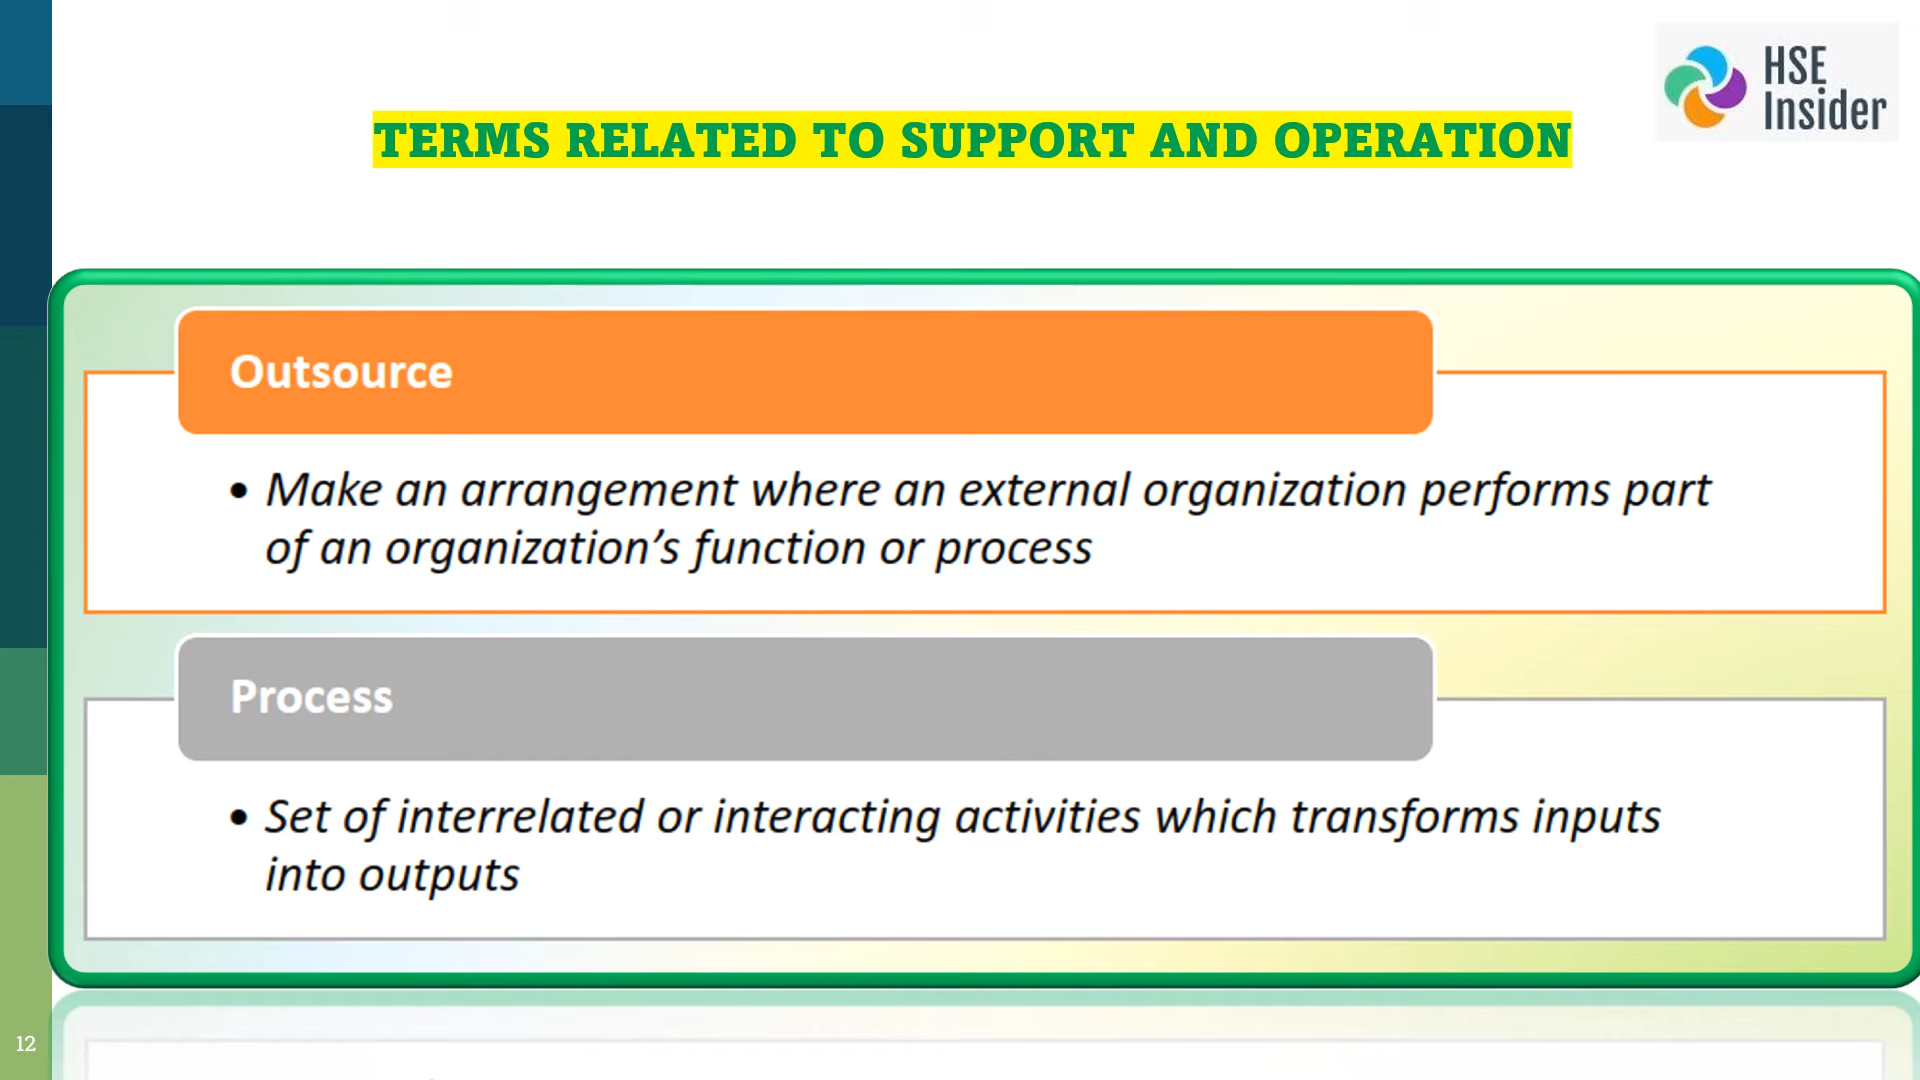 HSE
Insider
TERMS RELATED TO SUPPORT AND OPERATION
Outsource
• Make an arrangement where an external organization performs part
of an organization’s function or process
Process
• Set of interrelated or interacting activities which transforms inputs
into outputs
12